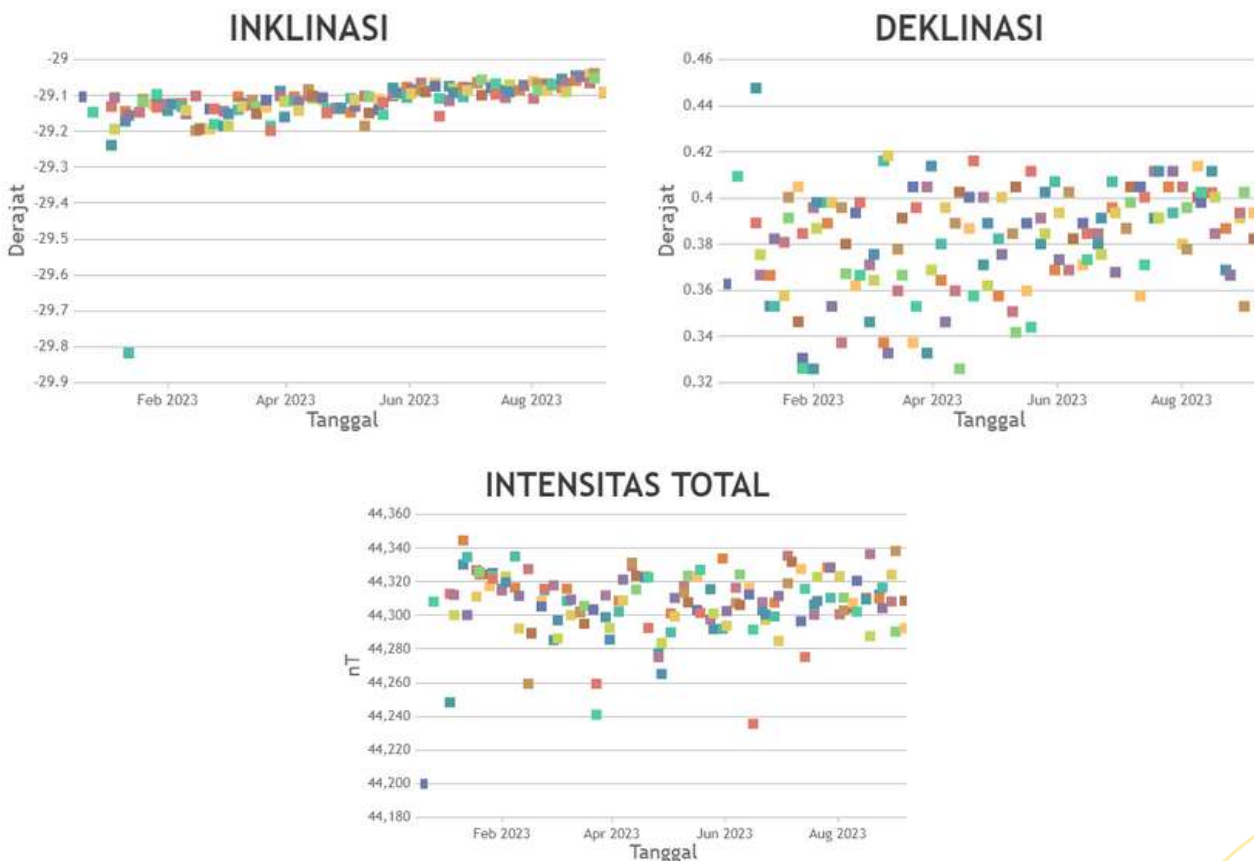 INKLINASI
-29
-29.1
-29.2
-29.3
-29.4
-29.5
-29.6
-29.7
-29.8
-29.9
Derajat
Feb 2023 Apr 2023 Jun 2023 Aug 2023
Tanggal
DEKLINASI
0.46
0.44
0.42
0.4
0.38
0.36
0.34
0.32
Derajat
Feb 2023 Apr 2023 Jun 2023 Aug 2023
Tanggal
INTENSITAS TOTAL
44,360
44,340
44,320
44,300
44,280
44,260
44,240
44,220
44,200
44,180
nT
Feb 2023 Apr 2023 Jun 2023 Aug 2023
Tanggal